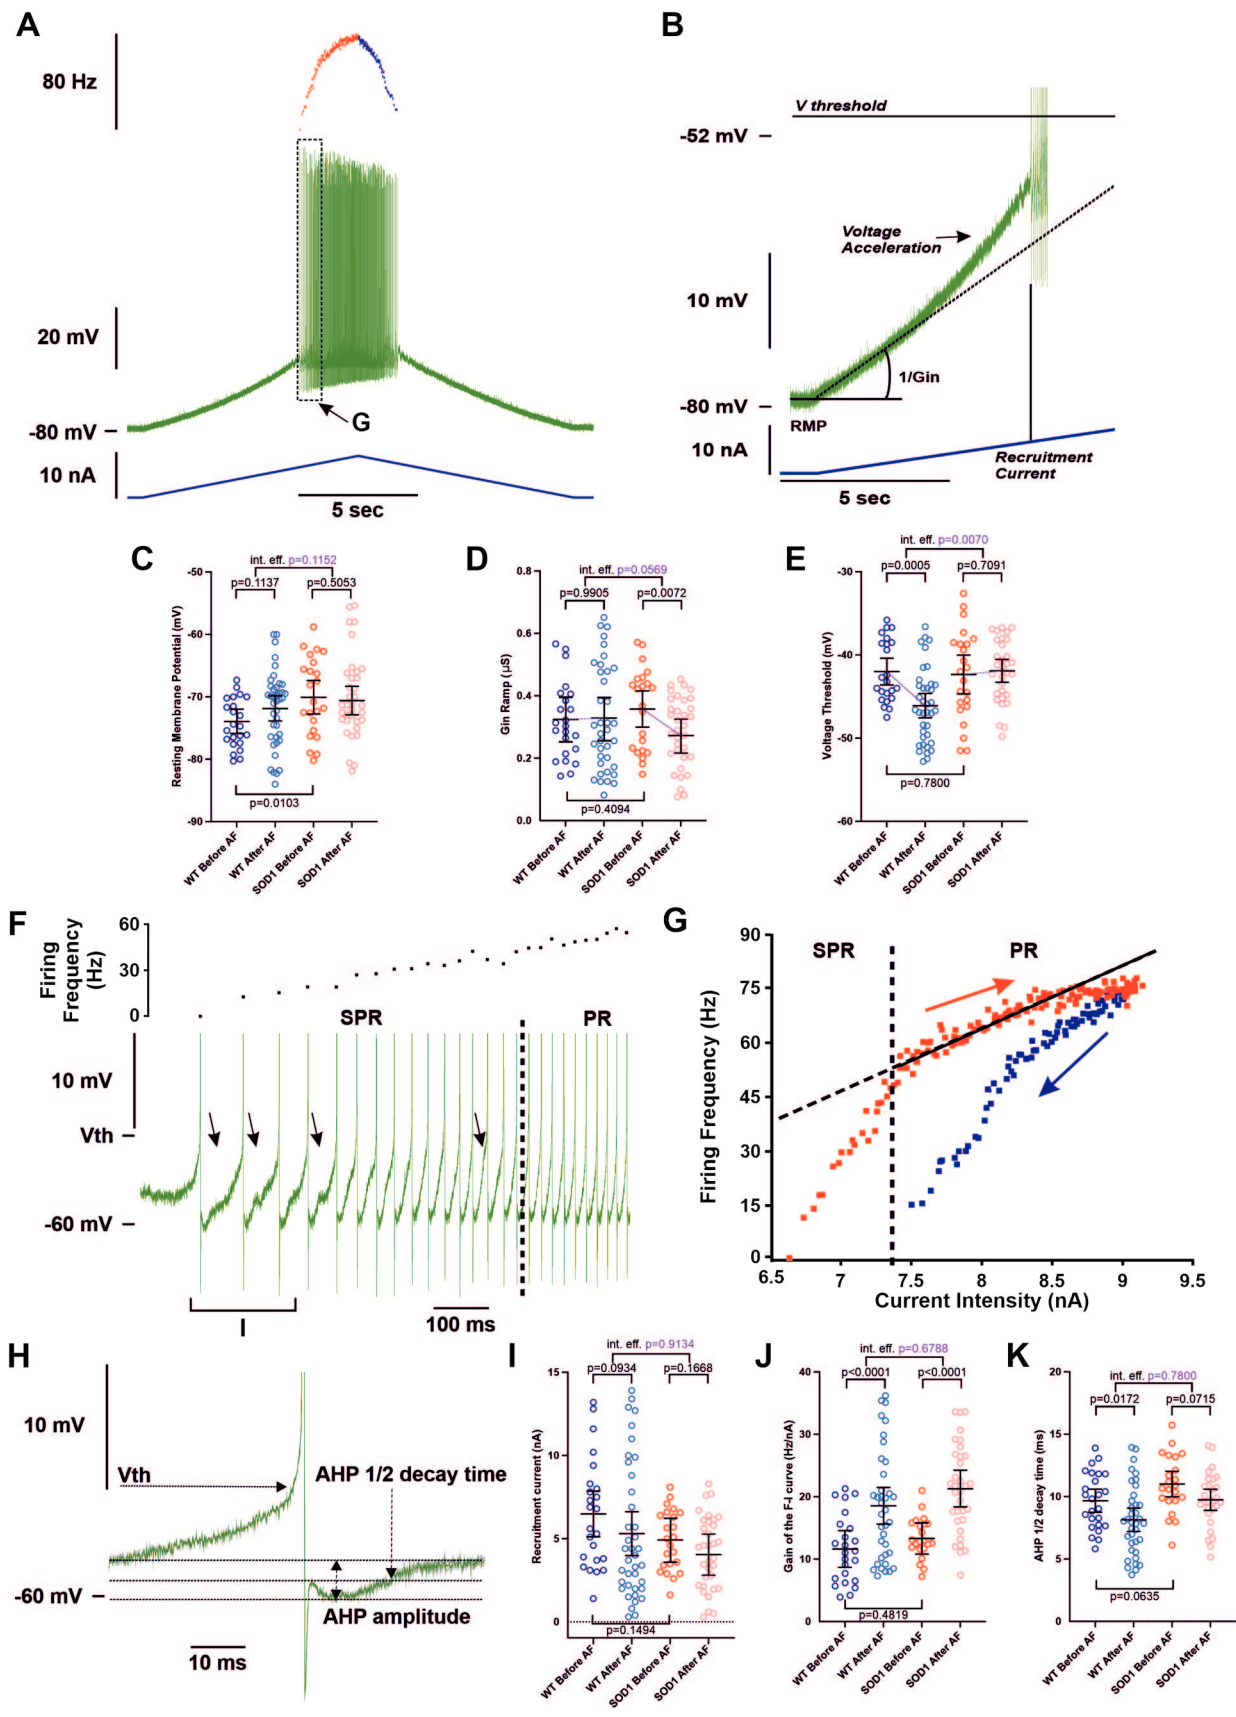 A
80 Hz
20 mV
-80 mV
10 nA
G
5 sec
B
V threshold
-52 mV
Voltage
Acceleration
10 mV
1/Gin
-80 mV
RMP
10 nA
Recruitment
Current
5 sec
C
int. eff. p=0.1152
p=0.1137
p=0.5053
-50
-60
-70
-80
-90
Resting Membrane Potential (mV)
p=0.0103
WT Before AF
WT After AF
SOD1 Before AF
SOD1 After AF
D
int. eff. p=0.0569
p=0.9905
p=0.0072
0.8
0.6
0.4
0.2
0.0
Gin Ramp (µS)
p=0.4094
WT Before AF
WT After AF
SOD1 Before AF
SOD1 After AF
E
int. eff. p=0.0070
p=0.0005
p=0.7091
-30
-40
-50
-60
Voltage Threshold (mV)
p=0.7800
WT Before AF
WT After AF
SOD1 Before AF
SOD1 After AF
F
Firing
Frequency
(Hz)
60
30
0
SPR
PR
10 mV
Vth
-60 mV
I
100 ms
G
SPR
PR
90
75
60
45
30
15
0
Firing Frequency (Hz)
6.5
7
7.5
8
8.5
9
9.5
Current Intensity (nA)
H
10 mV
Vth
AHP 1/2 decay time
-60 mV
AHP amplitude
10 ms
I
int. eff. p=0.9134
p=0.0934
p=0.1668
15
10
5
0
Recruitment current (nA)
p=0.1494
WT Before AF
WT After AF
SOD1 Before AF
SOD1 After AF
J
int. eff. p=0.6788
p<0.0001
p<0.0001
40
30
20
10
0
Gain of the F-I curve (Hz/nA)
p=0.4819
WT Before AF
WT After AF
SOD1 Before AF
SOD1 After AF
K
int. eff. p=0.7800
p=0.0172
p=0.0715
20
15
10
5
0
AHP 1/2 decay time (ms)
p=0.0635
WT Before AF
WT After AF
SOD1 Before AF
SOD1 After AF